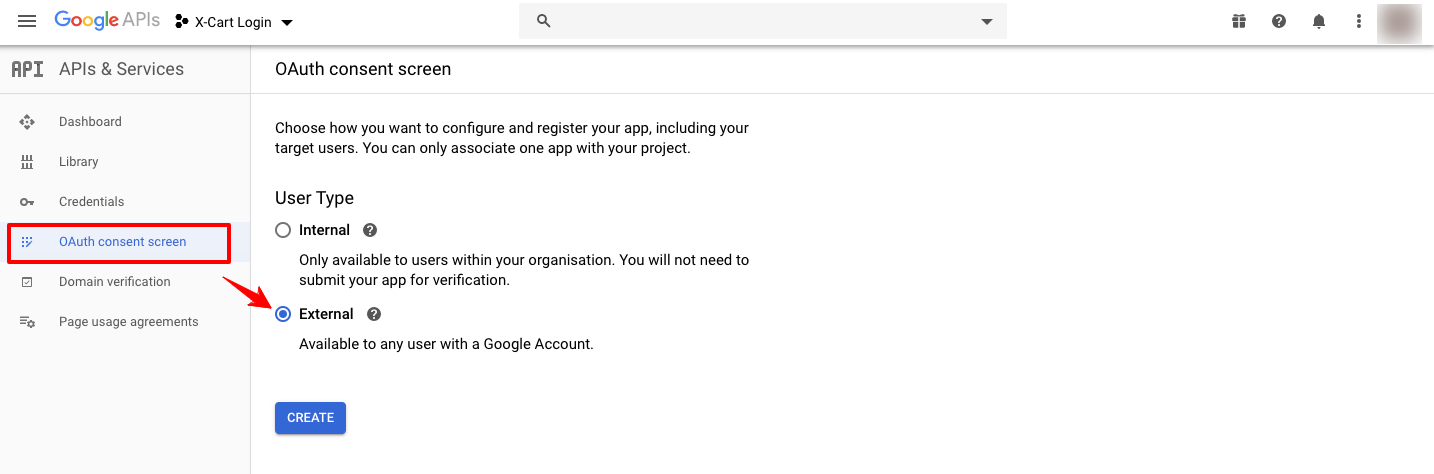 Google APIs
X-Cart Login
API APIs & Services
OAuth consent screen
Dashboard
Library
Credentials
OAuth consent screen
Domain verification
Page usage agreements
Choose how you want to configure and register your app, including your
target users. You can only associate one app with your project.
User Type
Internal
Only available to users within your organisation. You will not need to
submit your app for verification.
External
Available to any user with a Google Account.
CREATE